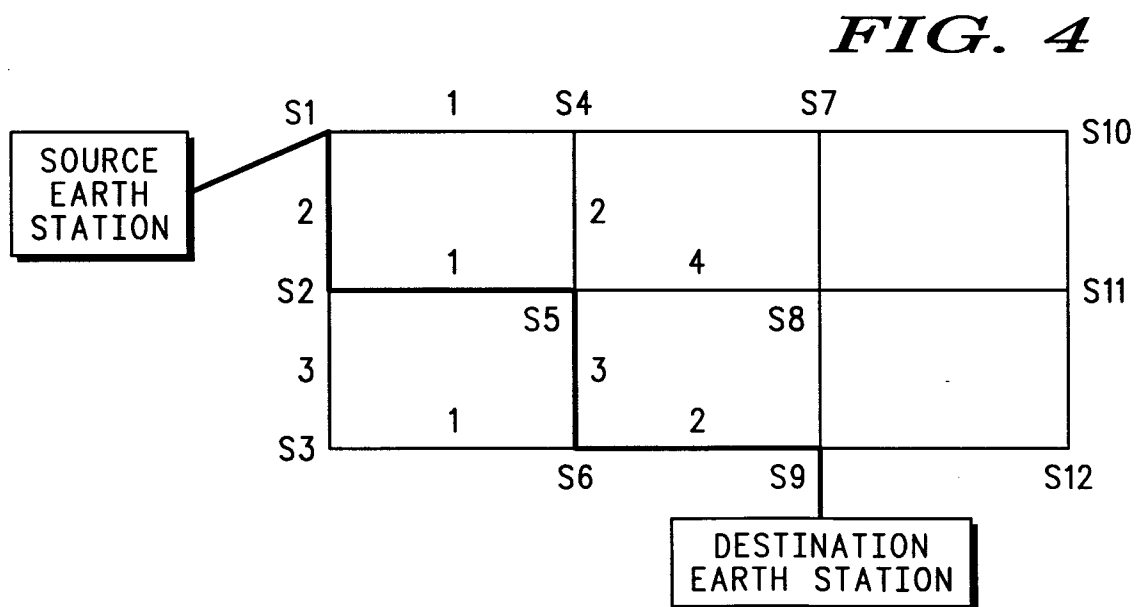 FIG. 4
S1 1 S4 S7 S10
SOURCE
EARTH
STATION
2 2
1 4
S2 S5 S8 S11
3 3
1 2
S3 S6 S9 S12
DESTINATION
EARTH STATION